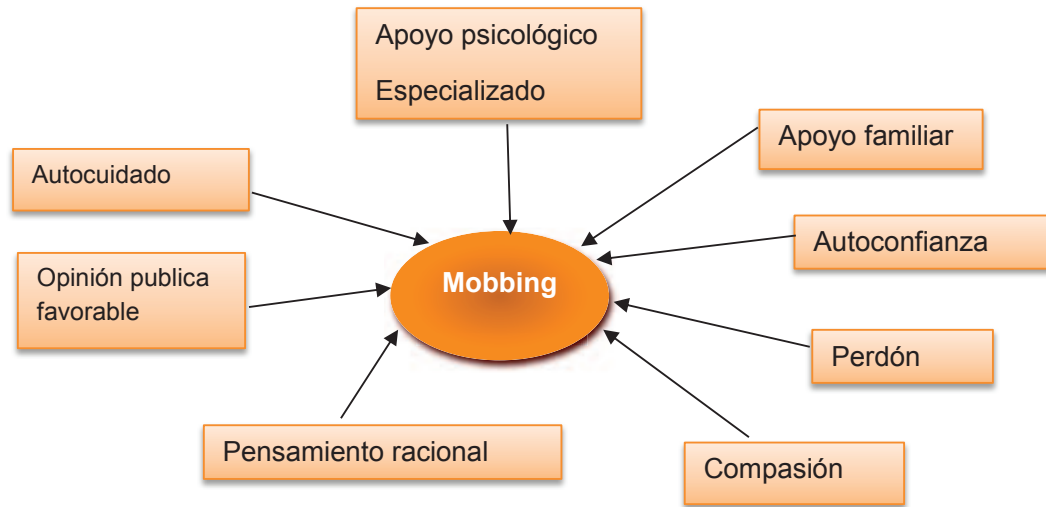 Apoyo psicológico
Especializado
Apoyo familiar
Autocuidado
Autoconfianza
Opinión publica
favorable
Mobbing
Perdón
Pensamiento racional
Compasión